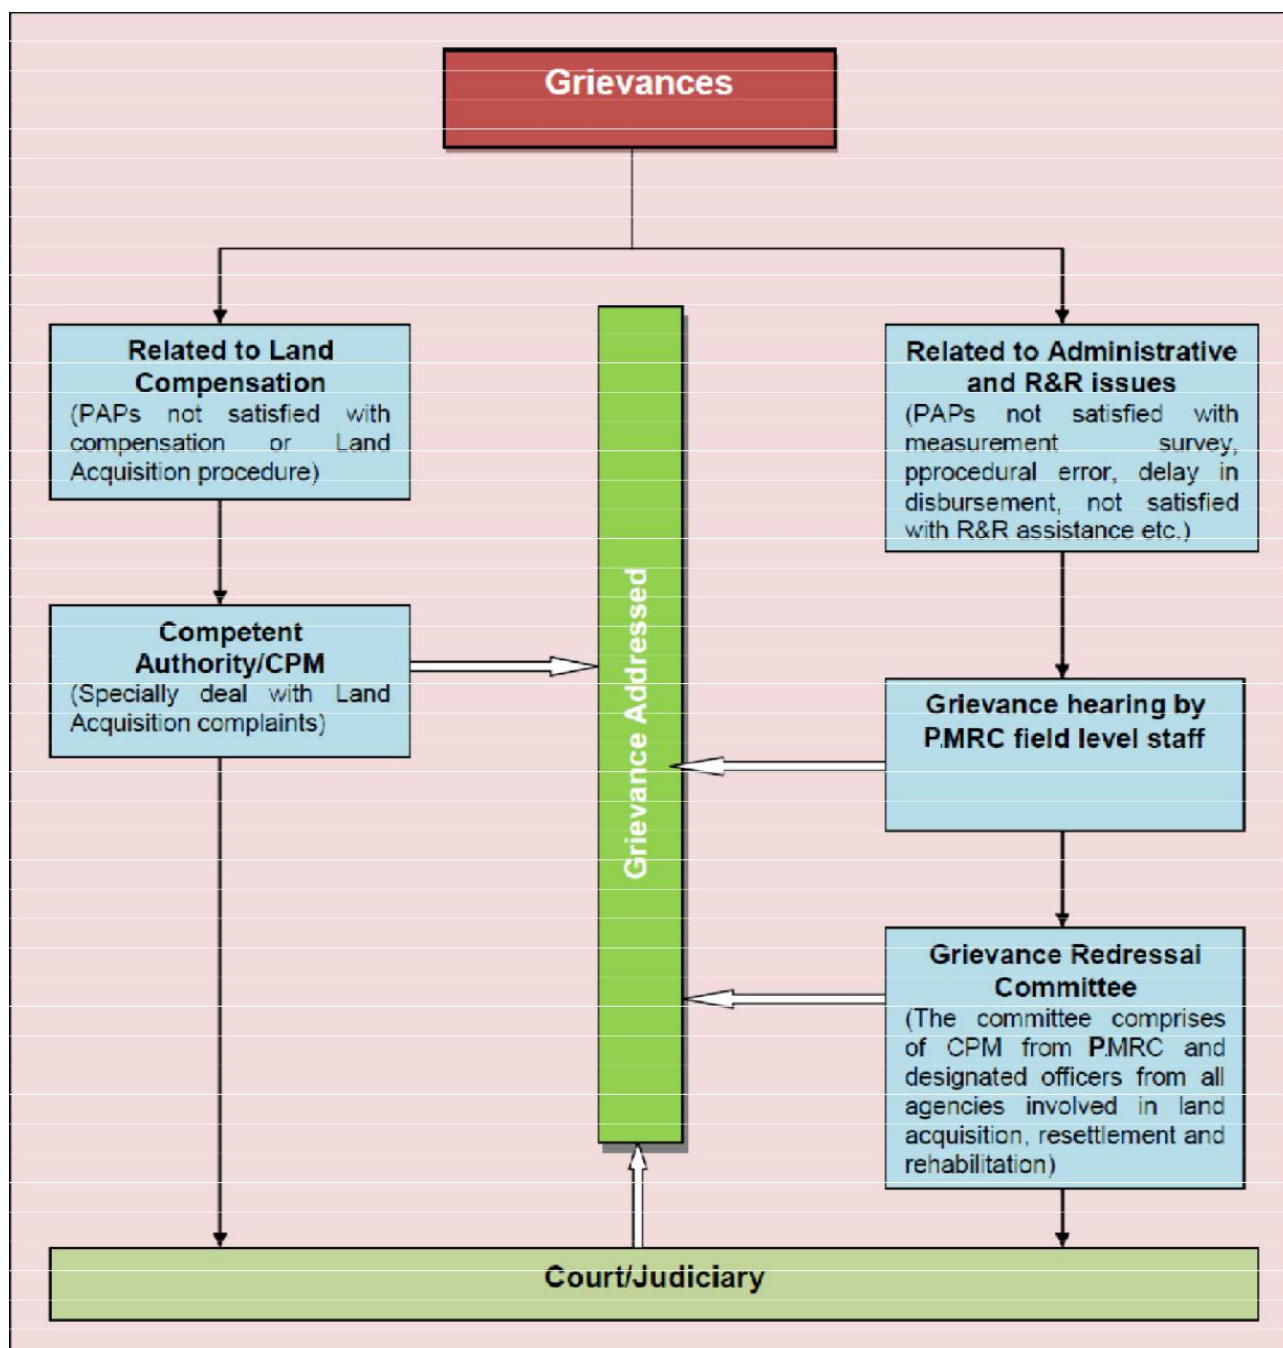 Grievances
Related to Land
Compensation
(PAPs not satisfied with
compensation or Land
Acquisition procedure)
Competent
Authority/CPM
(Specially deal with Land
Acquisition complaints)
Grievance Addressed
Related to Administrative
and R&R issues
(PAPs not satisfied with
measurement survey,
pprocedural error, delay in
disbursement, not satisfied
with R&R assistance etc.)
Grievance hearing by
P.MRC field level staff
Grievance Redressal
Committee
(The committee comprises
of CPM from P.MRC and
designated officers from all
agencies involved in land
acquisition, resettlement and
rehabilitation)
Court/Judiciary